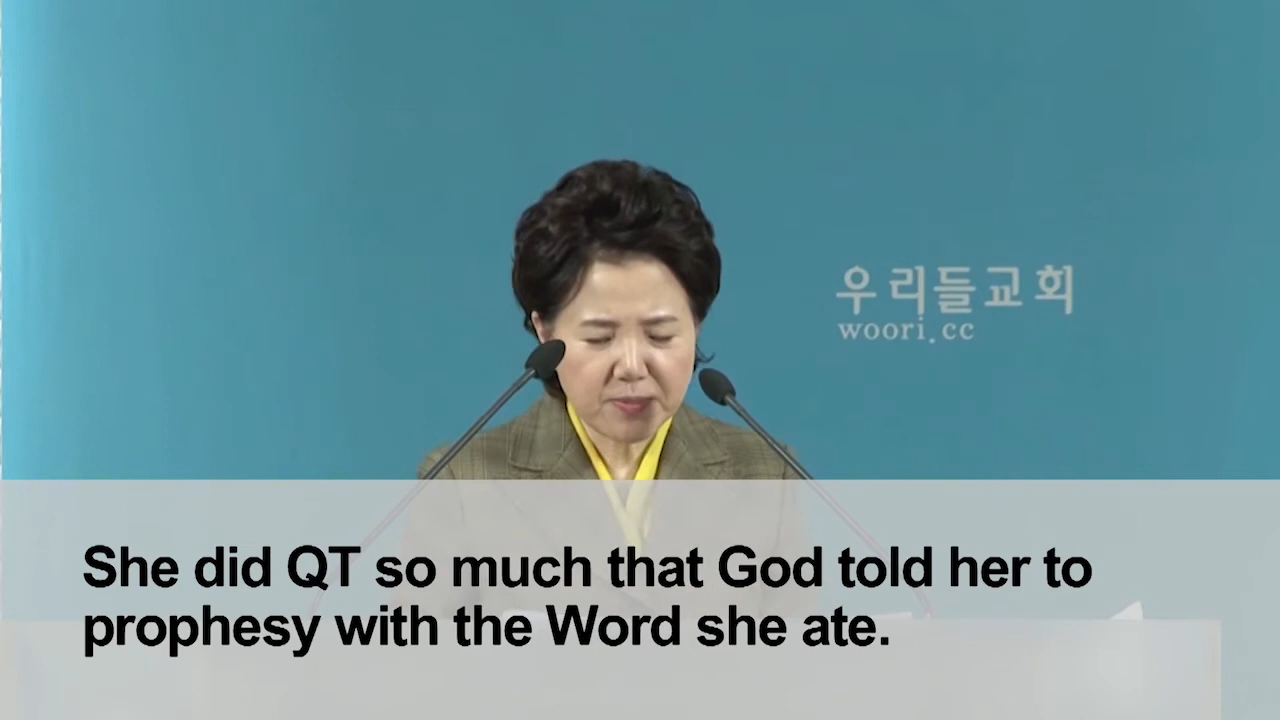 우리들교회
woori.cc
She did QT so much that God told her to
prophesy with the Word she ate.